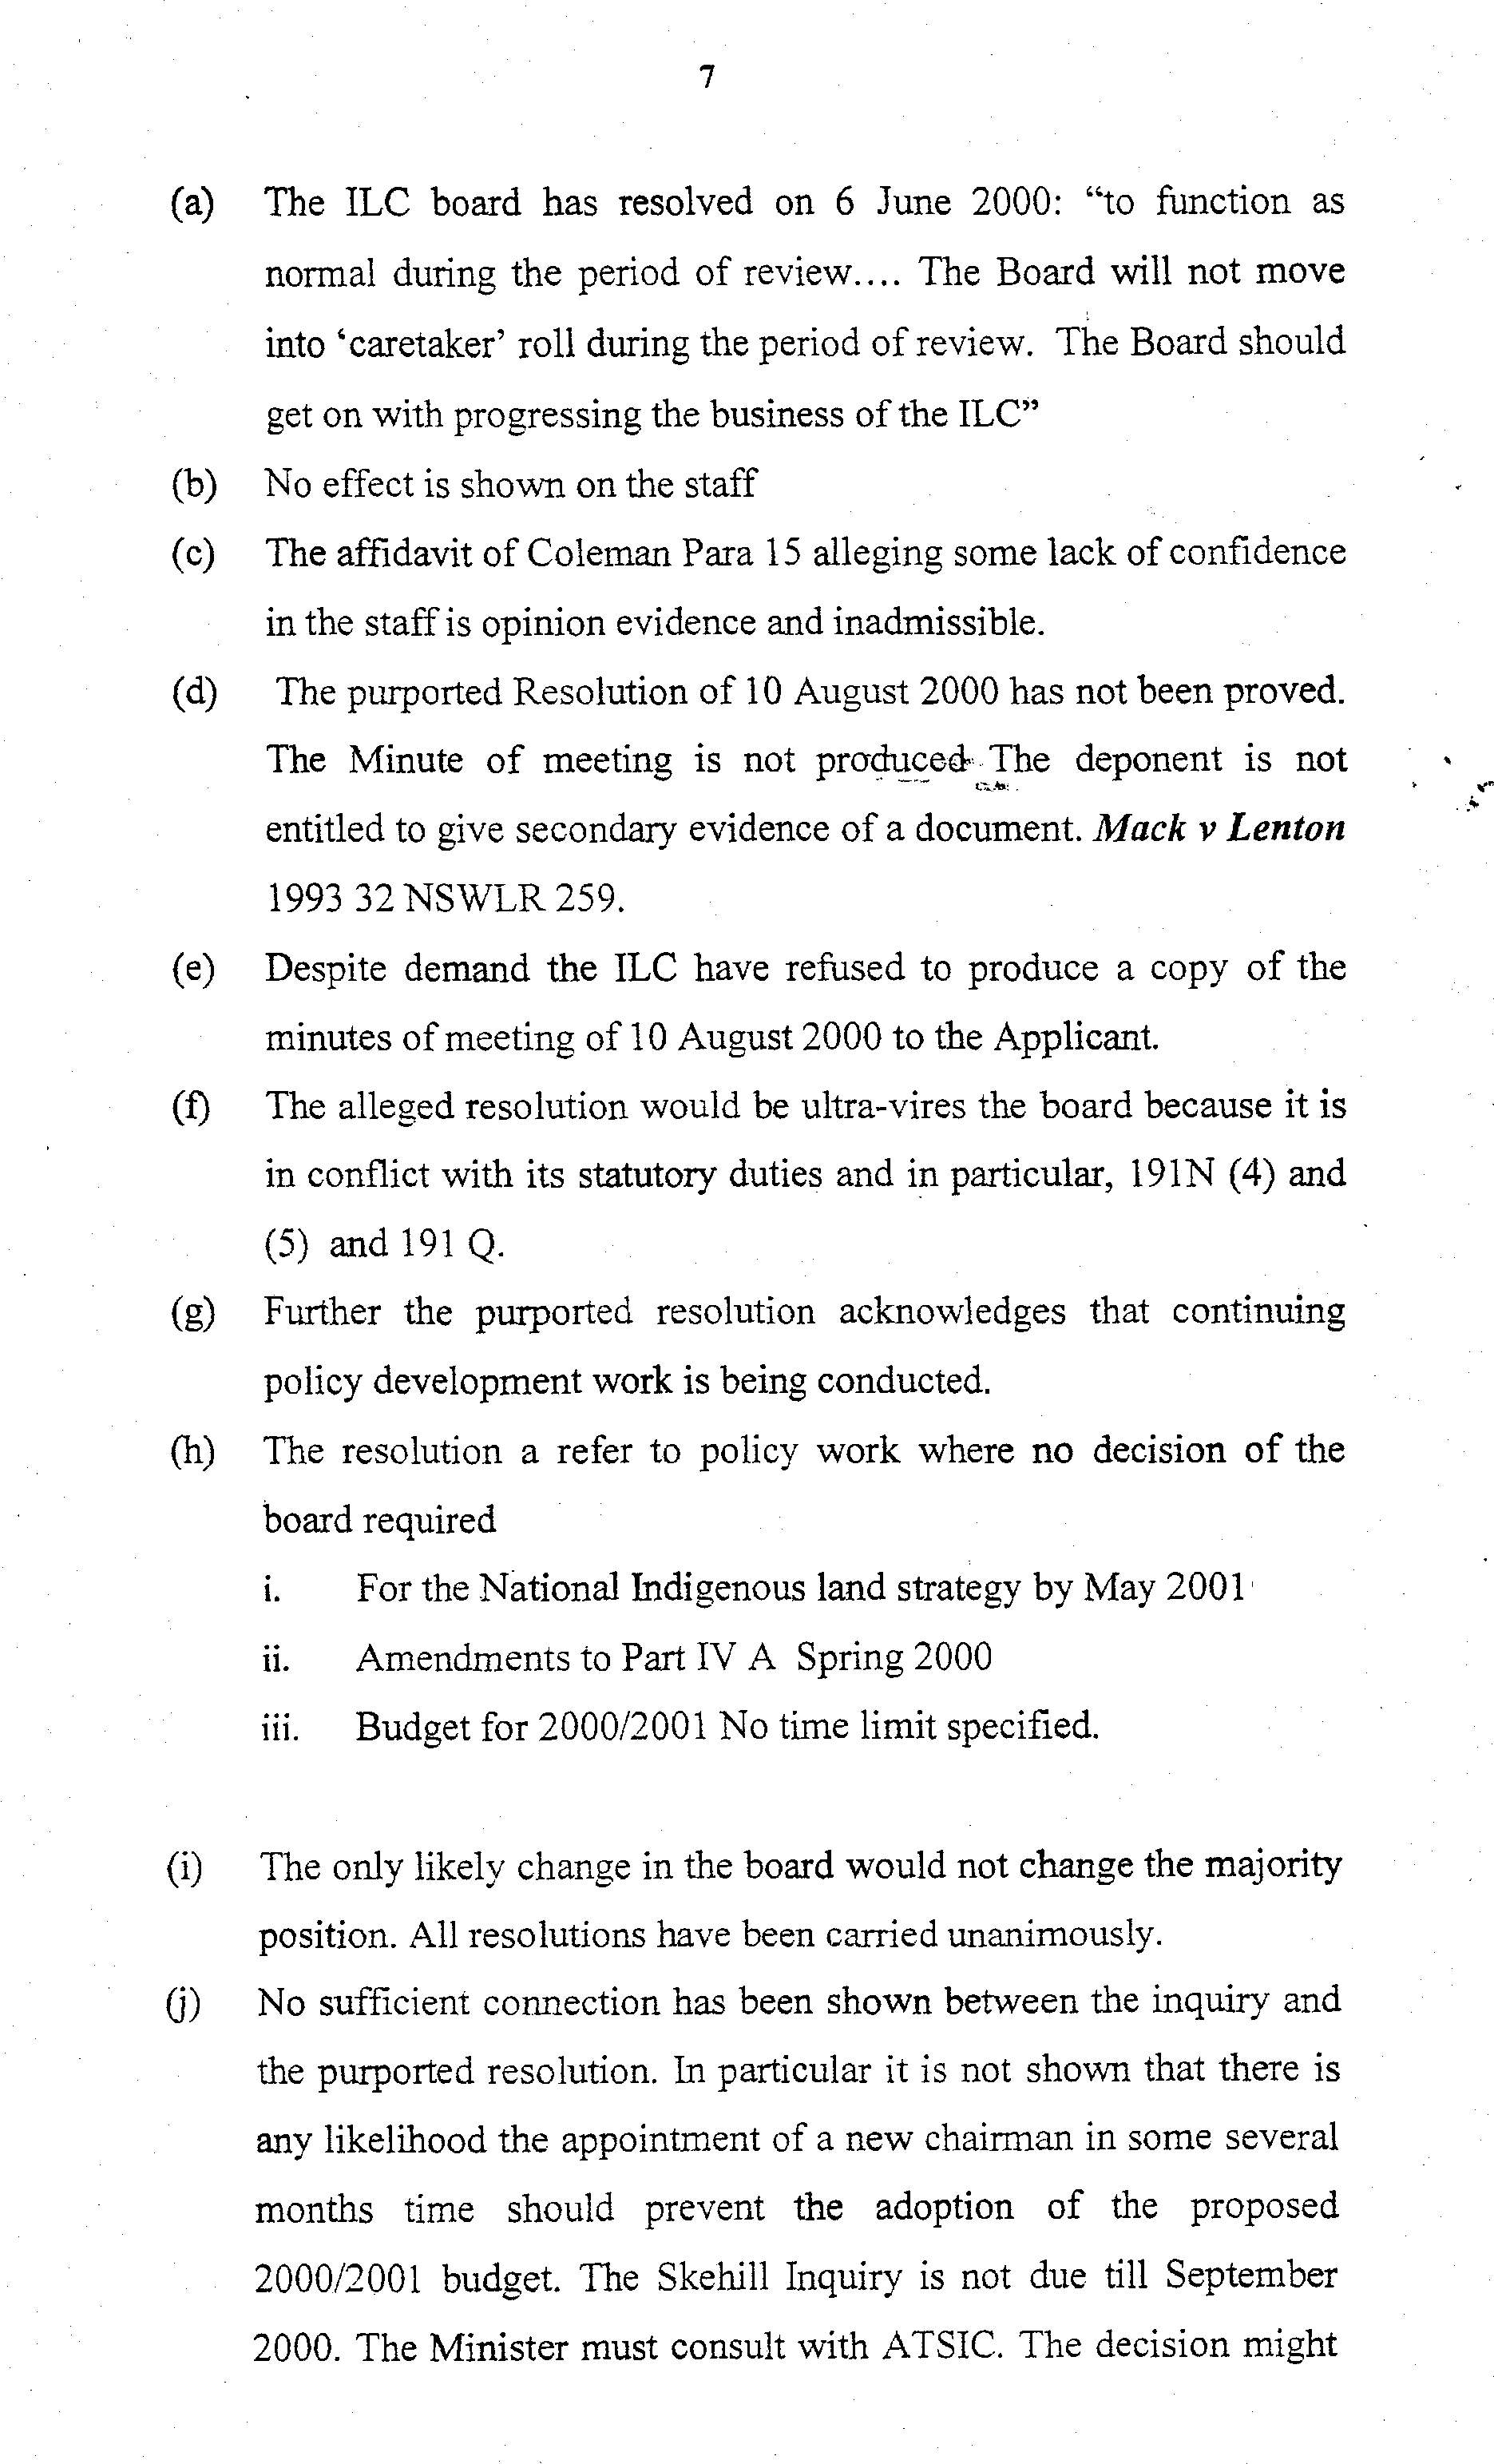 7
(a) The ILC board has resolved on 6 June 2000: “to function as
normal during the period of review.... The Board will not move
into ‘caretaker’ roll during the period of review. The Board should
get on with progressing the business of the ILC”
(b) No effect is shown on the staff
(c) The affidavit of Coleman Para 15 alleging some lack of confidence
in the staff is opinion evidence and inadmissible.
(d) The purported Resolution of 10 August 2000 has not been proved.
The Minute of meeting is not produced. The deponent is not
entitled to give secondary evidence of a document. Mack v Lenton
1993 32 NSWLR 259.
(e) Despite demand the ILC have refused to produce a copy of the
minutes of meeting of 10 August 2000 to the Applicant.
(f) The alleged resolution would be ultra-vires the board because it is
in conflict with its statutory duties and in particular, 191N (4) and
(5) and 191 Q.
(g) Further the purported resolution acknowledges that continuing
policy development work is being conducted.
(h) The resolution a refer to policy work where no decision of the
board required
i. For the National Indigenous land strategy by May 2001
ii. Amendments to Part IV A Spring 2000
iii. Budget for 2000/2001 No time limit specified.
(i) The only likely change in the board would not change the majority
position. All resolutions have been carried unanimously.
(j) No sufficient connection has been shown between the inquiry and
the purported resolution. In particular it is not shown that there is
any likelihood the appointment of a new chairman in some several
months time should prevent the adoption of the proposed
2000/2001 budget. The Skehill Inquiry is not due till September
2000. The Minister must consult with ATSIC. The decision might